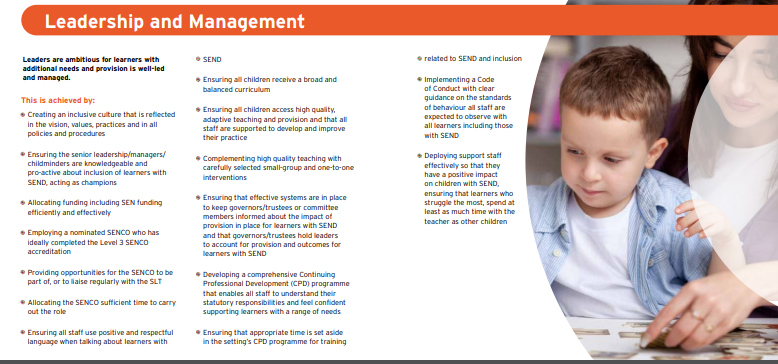 Leadership and Management
Leaders are ambitious for learners with
additional needs and provision is well-led
and managed.
This is achieved by:
Creating an inclusive culture that is reflected
in the vision, values, practices and in all
policies and procedures
Ensuring the senior leadership/managers/
childminders are knowledgeable and
pro-active about inclusion of learners with
SEND, acting as champions
Allocating funding including SEN funding
efficiently and effectively
Employing a nominated SENCO who has
ideally completed the Level 3 SENCO
accreditation
Providing opportunities for the SENCO to be
part of, or to liaise regularly with the SLT
Allocating the SENCO sufficient time to carry
out the role
Ensuring all staff use positive and respectful
language when talking about learners with
SEND
Ensuring all children receive a broad and
balanced curriculum
Ensuring all children access high quality,
adaptive teaching and provision and that all
staff are supported to develop and improve
their practice
Complementing high quality teaching with
carefully selected small-group and one-to-one
interventions
Ensuring that effective systems are in place
to keep governors/trustees or committee
members informed about the impact of
provision in place for learners with SEND
and that governors/trustees hold leaders
to account for provision and outcomes for
learners with SEND
Developing a comprehensive Continuing
Professional Development (CPD) programme
that enables all staff to understand their
statutory responsibilities and feel confident
supporting learners with a range of needs
Ensuring that appropriate time is set aside
in the setting's CPD programme for training
related to SEND and inclusion
Implementing a Code
of Conduct with clear
guidance on the standards
of behaviour all staff are
expected to observe with
all learners including those
with SEND
Deploying support staff
effectively so that they
have a positive impact
on children with SEND,
ensuring that learners who
struggle the most, spend at
least as much time with the
teacher as other children